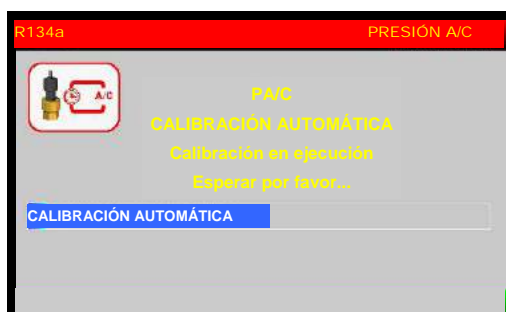 R134a PRESIÓN A/C
A/C
PA/C
CALIBRACIÓN AUTOMÁTICA
Calibración en ejecución
Esperar por favor...
CALIBRACIÓN AUTOMÁTICA